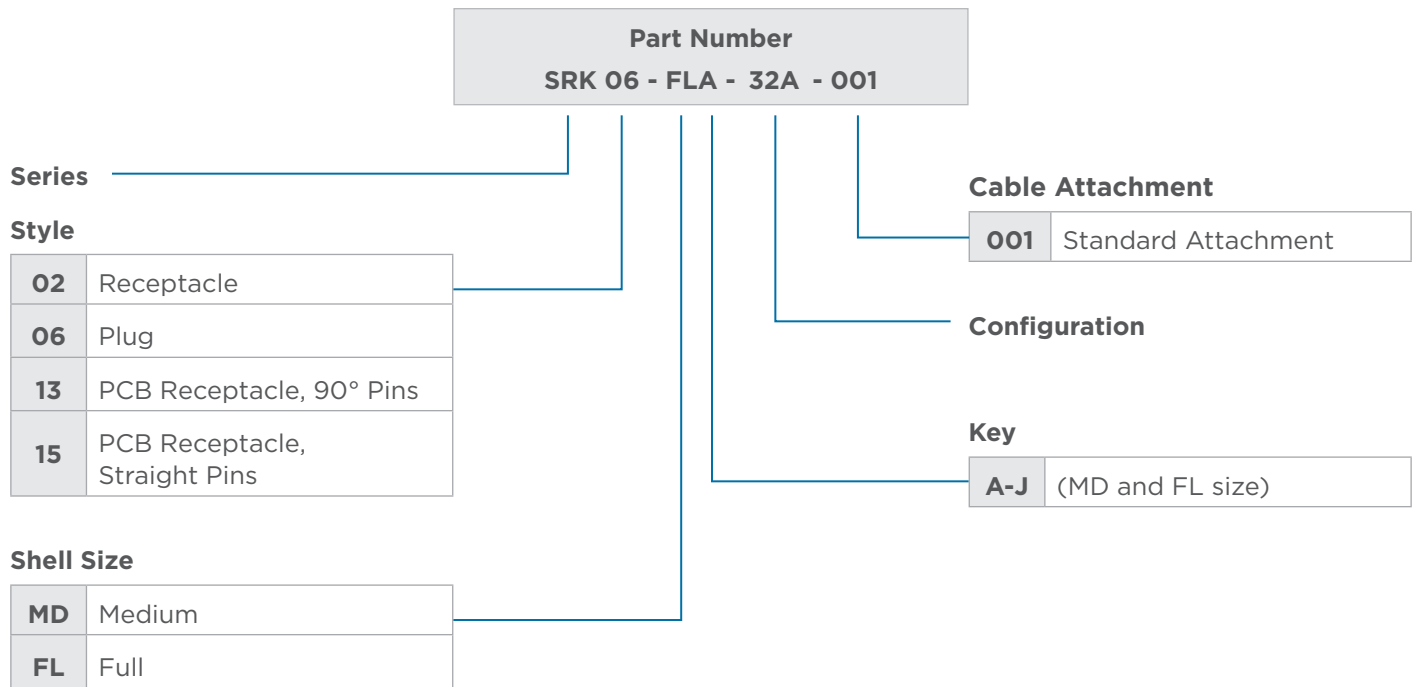 Part Number
SRK 06 - FLA - 32A - 001
Series
Style
02 Receptacle
06 Plug
13 PCB Receptacle, 90° Pins
15 PCB Receptacle,
Straight Pins
Shell Size
MD Medium
FL Full
Cable Attachment
001 Standard Attachment
Configuration
Key
A-J (MD and FL size)